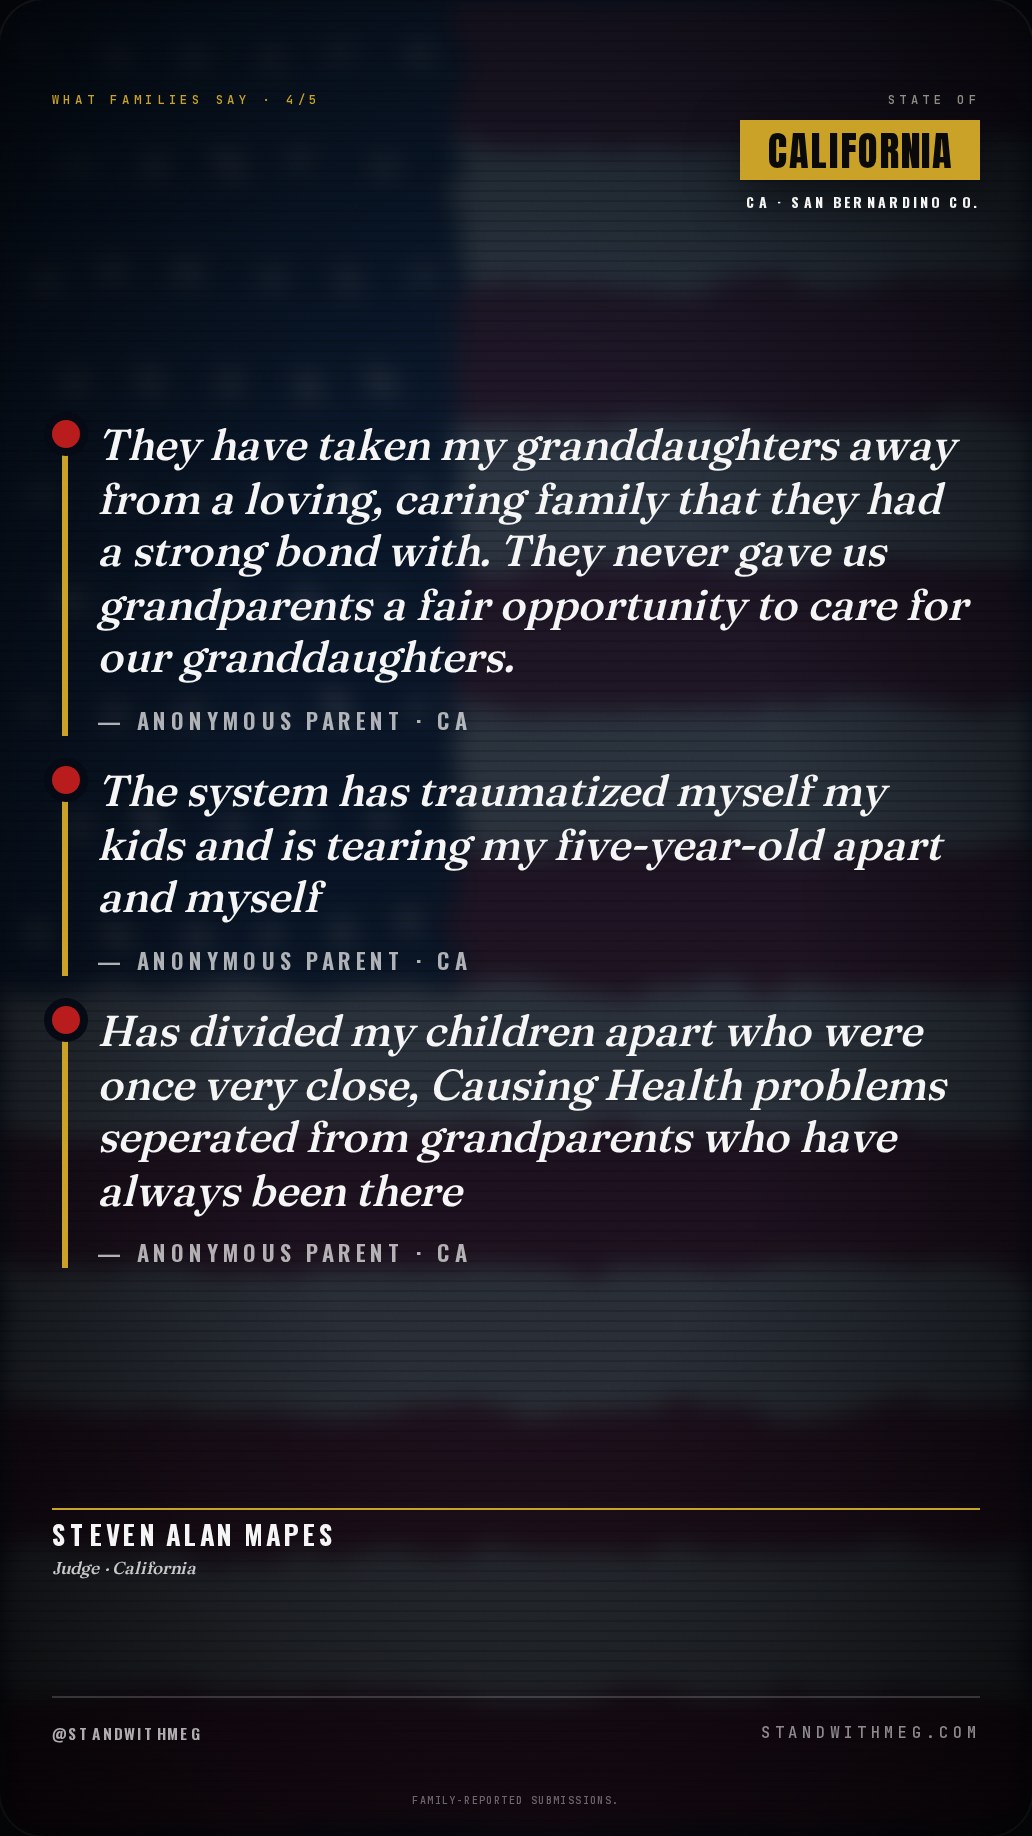 WHAT FAMILIES SAY · 4/5
STATE OF
CALIFORNIA
CA · SAN BERNARDINO CO.
They have taken my granddaughters away
from a loving, caring family that they had
a strong bond with. They never gave us
grandparents a fair opportunity to care for
our granddaughters.
— ANONYMOUS PARENT · CA
The system has traumatized myself my
kids and is tearing my five-year-old apart
and myself
— ANONYMOUS PARENT · CA
Has divided my children apart who were
once very close, Causing Health problems
seperated from grandparents who have
always been there
— ANONYMOUS PARENT · CA
STEVEN ALAN MAPES
Judge · California
@STANDWITHMEG
STANDWITHMEG.COM
FAMILY-REPORTED SUBMISSIONS.